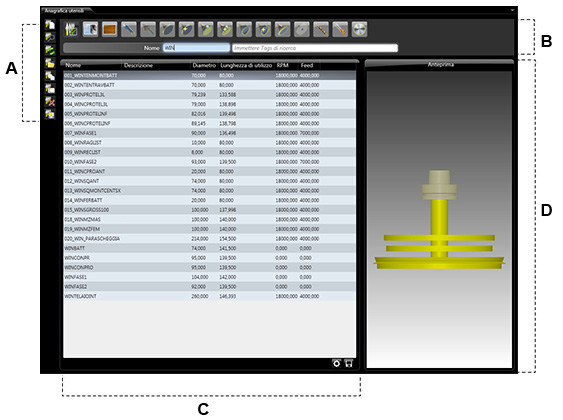 Anagrafica utensili
A
B
Nome WIN Immettere Tags di ricerca
Nome Descrizione Diametro Lunghezza di utilizzo RPM Feed
Anteprima
001_WINTENMONTBATT 70,000 80,000 18000,000 4000,000
002_WINTENTRAVBATT 70,000 80,000 18000,000 4000,000
003_WINPROTEL3L 79,239 133,588 18000,000 4000,000
004_WINCPROTEL3L 79,000 138,898 18000,000 4000,000
005_WINPROTELINF 82,016 139,498 18000,000 4000,000
006_WINCPROTELINF 89,145 138,798 18000,000 4000,000
007_WINFASE1 90,000 136,498 18000,000 7000,000
008_WINRAGLIST 10,000 80,000 18000,000 4000,000
009_WINRECLIST 8,000 80,000 18000,000 4000,000
010_WINFASE2 93,000 139,500 18000,000 7000,000
011_WINCPROANT 20,000 80,000 18000,000 4000,000
012_WINSQANT 74,000 80,000 18000,000 4000,000
013_WINSQMONTCENTSX 74,000 80,000 18000,000 4000,000
014_WINFERBATT 20,000 80,000 18000,000 4000,000
015_WINSGROSS100 100,000 137,998 18000,000 4000,000
018_WINMZMAS 100,000 140,000 18000,000 4000,000
019_WINMZFEM 100,000 140,000 18000,000 4000,000
020_WIN_PARASCHEGGIA 214,000 154,500 18000,000 4000,000
WINBATT 74,000 141,500 0,000 0,000
WINCONPR 95,000 139,500 0,000 0,000
WINCONPRO 95,000 139,500 0,000 0,000
WINFASE1 104,000 142,000 0,000 0,000
WINFASE2 92,000 139,500 0,000 0,000
WINTELAIOINT 260,000 146,393 18000,000 4000,000
D
C